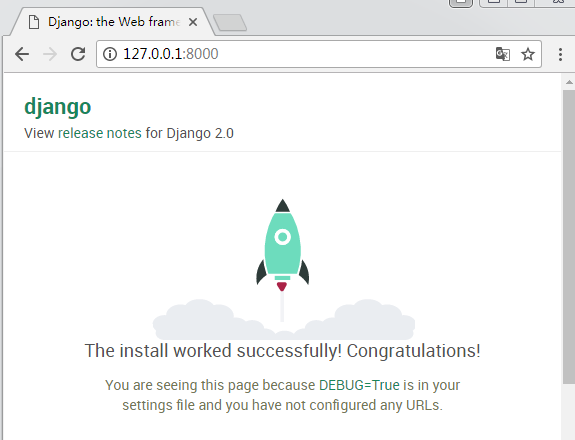 Django: the Web frame
127.0.0.1:8000
django
View release notes for Django 2.0
The install worked successfully! Congratulations!
You are seeing this page because DEBUG=True is in your
settings file and you have not configured any URLs.